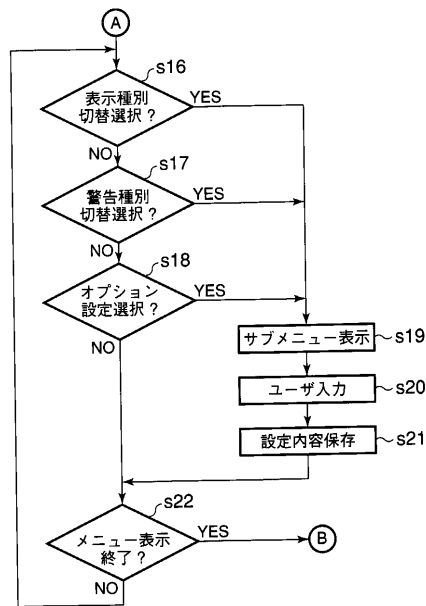 A
s16
表示種別
切替選択？
YES
NO
s17
警告種別
切替選択？
YES
NO
s18
オプション
設定選択？
YES
NO
サブメニュー表示
s19
ユーザ入力
s20
設定内容保存
s21
s22
メニュー表示
終了？
YES
B
NO